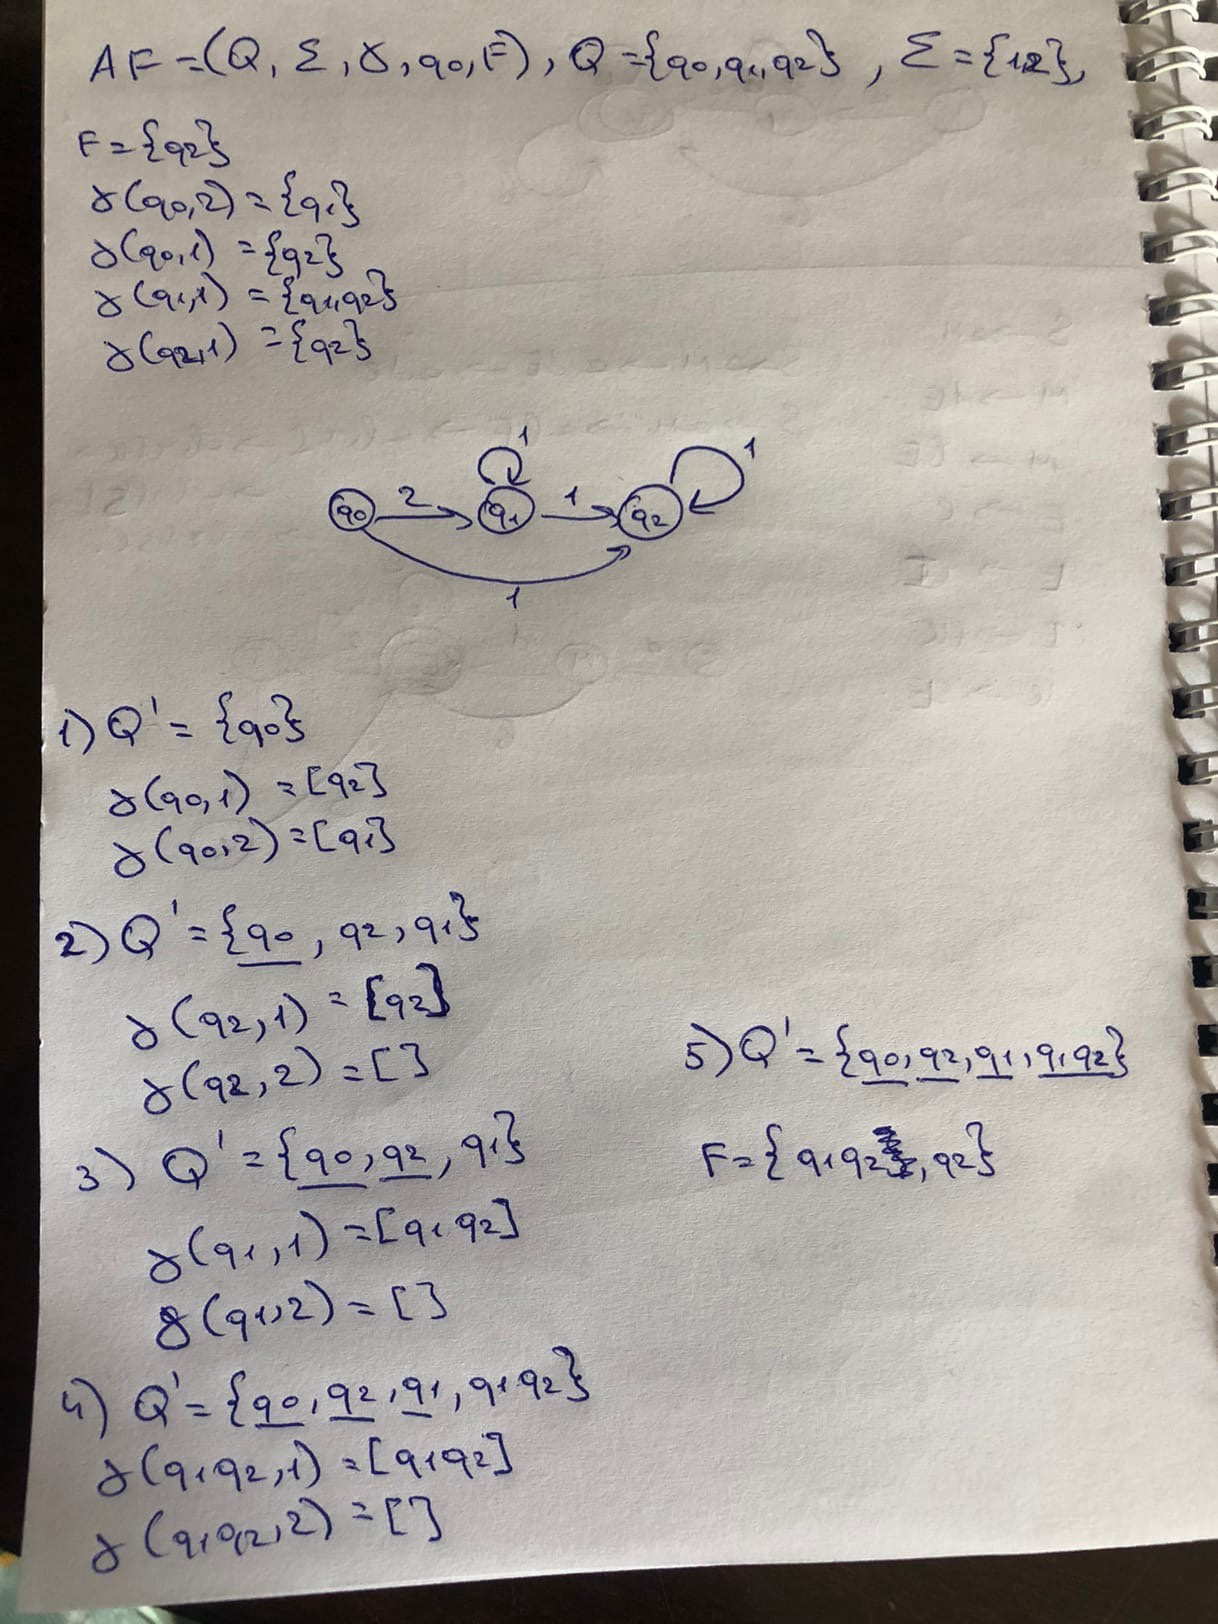 AF=(Q, Σ, γ, q0, F), Q={q0,q1,q2}, Σ={1,2},
F={q2}
γ(q0,2)={q1}
γ(q0,1)={q2}
γ(q1,1)={q1,q2}
γ(q2,1)={q2}
1 1
q0 2 q1 1 q2
1
1) Q'={q0}
γ(q0,1)=[q2]
γ(q0,2)=[q1]
2) Q'={q0, q2, q1}
γ(q2,1)=[q2]
γ(q2,2)=[]
3) Q'={q0, q2, q1}
γ(q1,1)=[q1q2]
γ(q1,2)=[]
4) Q'={q0, q2, q1, q1q2}
γ(q1q2,1)=[q1q2]
γ(q1q2,2)=[]
5) Q'={q0, q2, q1, q1q2}
F={q1q2, q2}